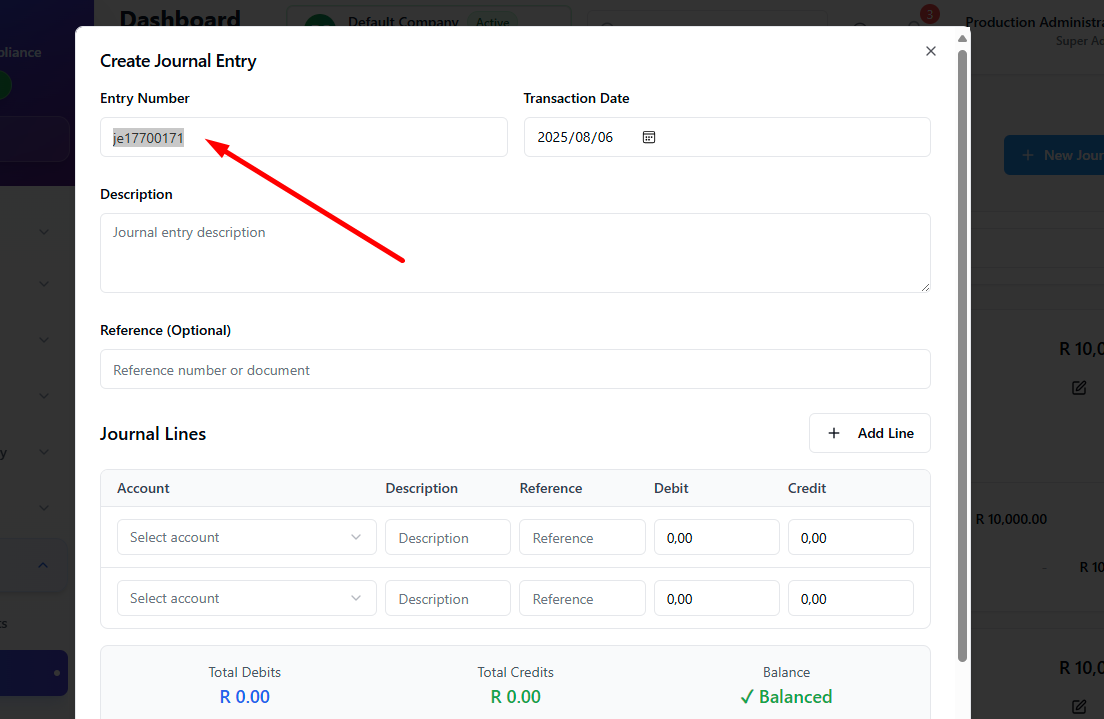 Dashboard
Default Company Active
3
Production Administra
Super Ad
pliance
Create Journal Entry
Entry Number Transaction Date
je17700171 2025/08/06
New Jour
Description
Journal entry description
Reference (Optional)
Reference number or document
R 10,0
Journal Lines
+ Add Line
y
Account Description Reference Debit Credit
R 10,000.00
Select account Description Reference 0,00 0,00
R 10
Select account Description Reference 0,00 0,00
ts
Total Debits Total Credits Balance
R 0.00 R 0.00 ✓ Balanced
R 10,0